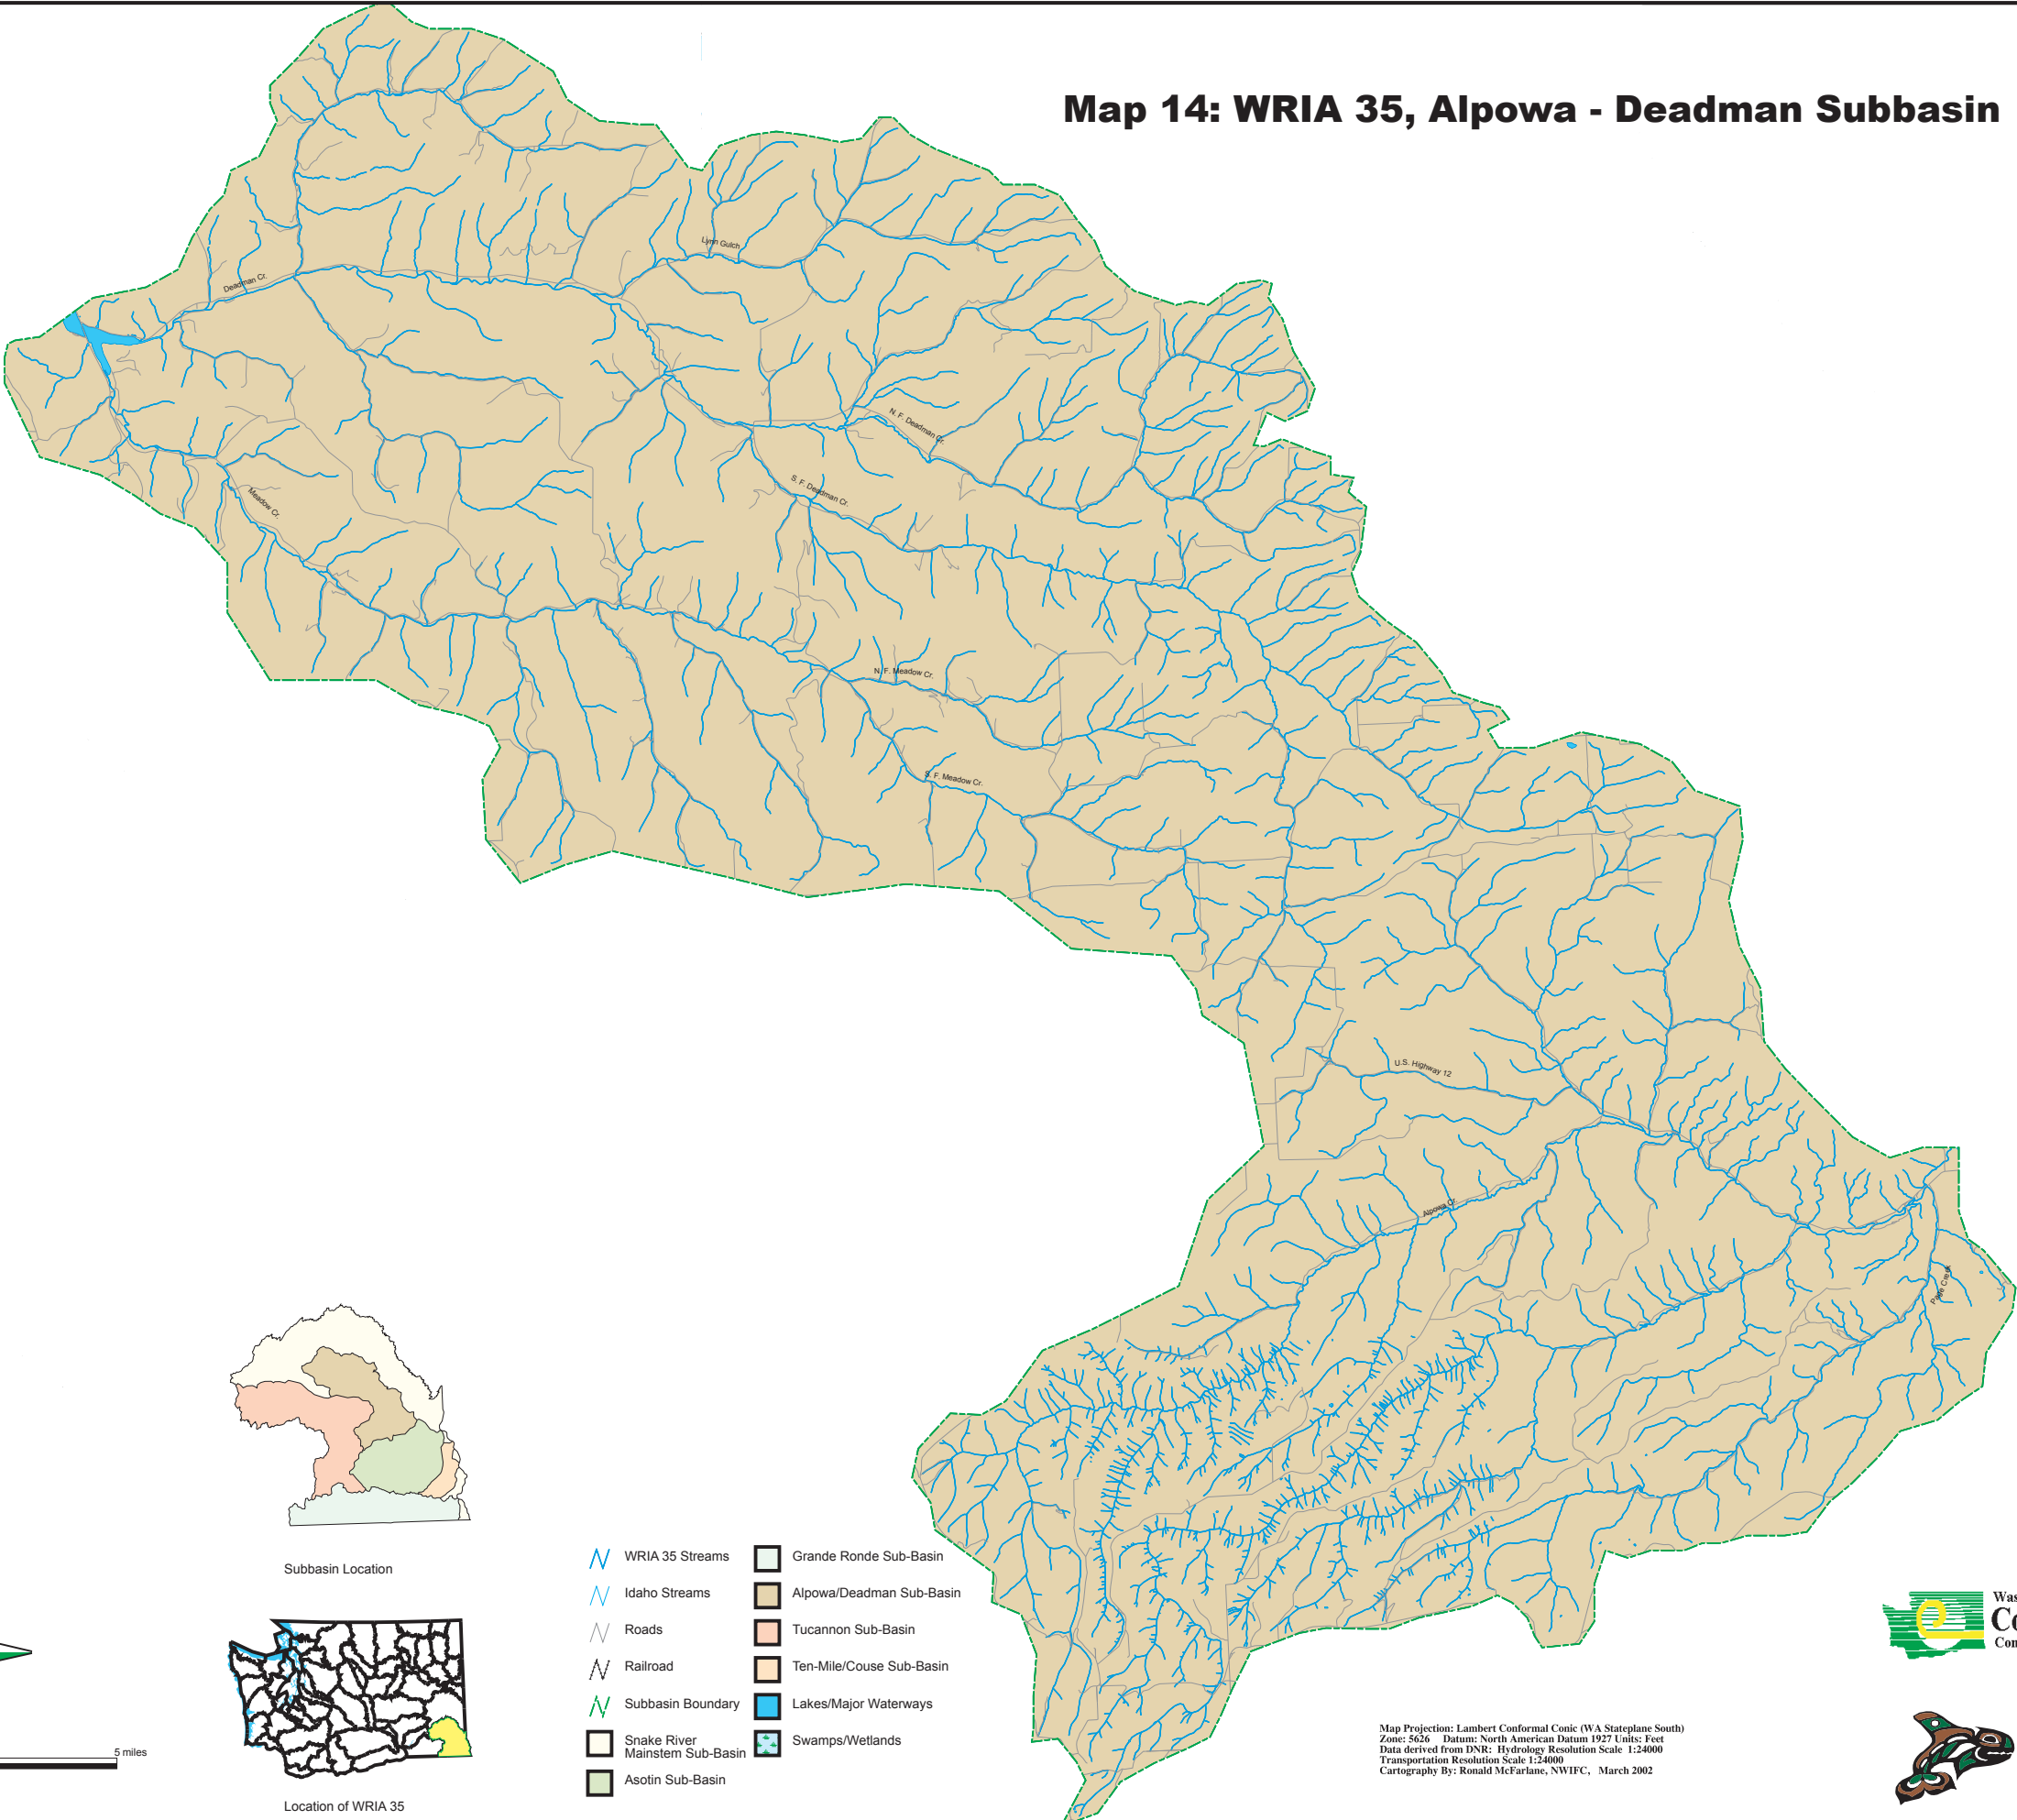 Map 14: WRIA 35, Alpowa - Deadman Subbasin
Lynn Gulch
Deadman Cr.
N. F. Deadman Cr.
S. F. Deadman Cr.
Meadow Cr.
N. F. Meadow Cr.
S. F. Meadow Cr.
U.S. Highway 12
Alpowa Cr.
Page Creek
Subbasin Location
WRIA 35 Streams
Idaho Streams
Roads
Railroad
Subbasin Boundary
Snake River
Mainstem Sub-Basin
Asotin Sub-Basin
Grande Ronde Sub-Basin
Alpowa/Deadman Sub-Basin
Tucannon Sub-Basin
Ten-Mile/Couse Sub-Basin
Lakes/Major Waterways
Swamps/Wetlands
5 miles
Location of WRIA 35
Map Projection: Lambert Conformal Conic (WA Stateplane South)
Zone: 5626 Datum: North American Datum 1927 Units: Feet
Data derived from DNR: Hydrology Resolution Scale 1:24000
Transportation Resolution Scale 1:24000
Cartography By: Ronald McFarlane, NWIFC, March 2002
Was
Co
Con